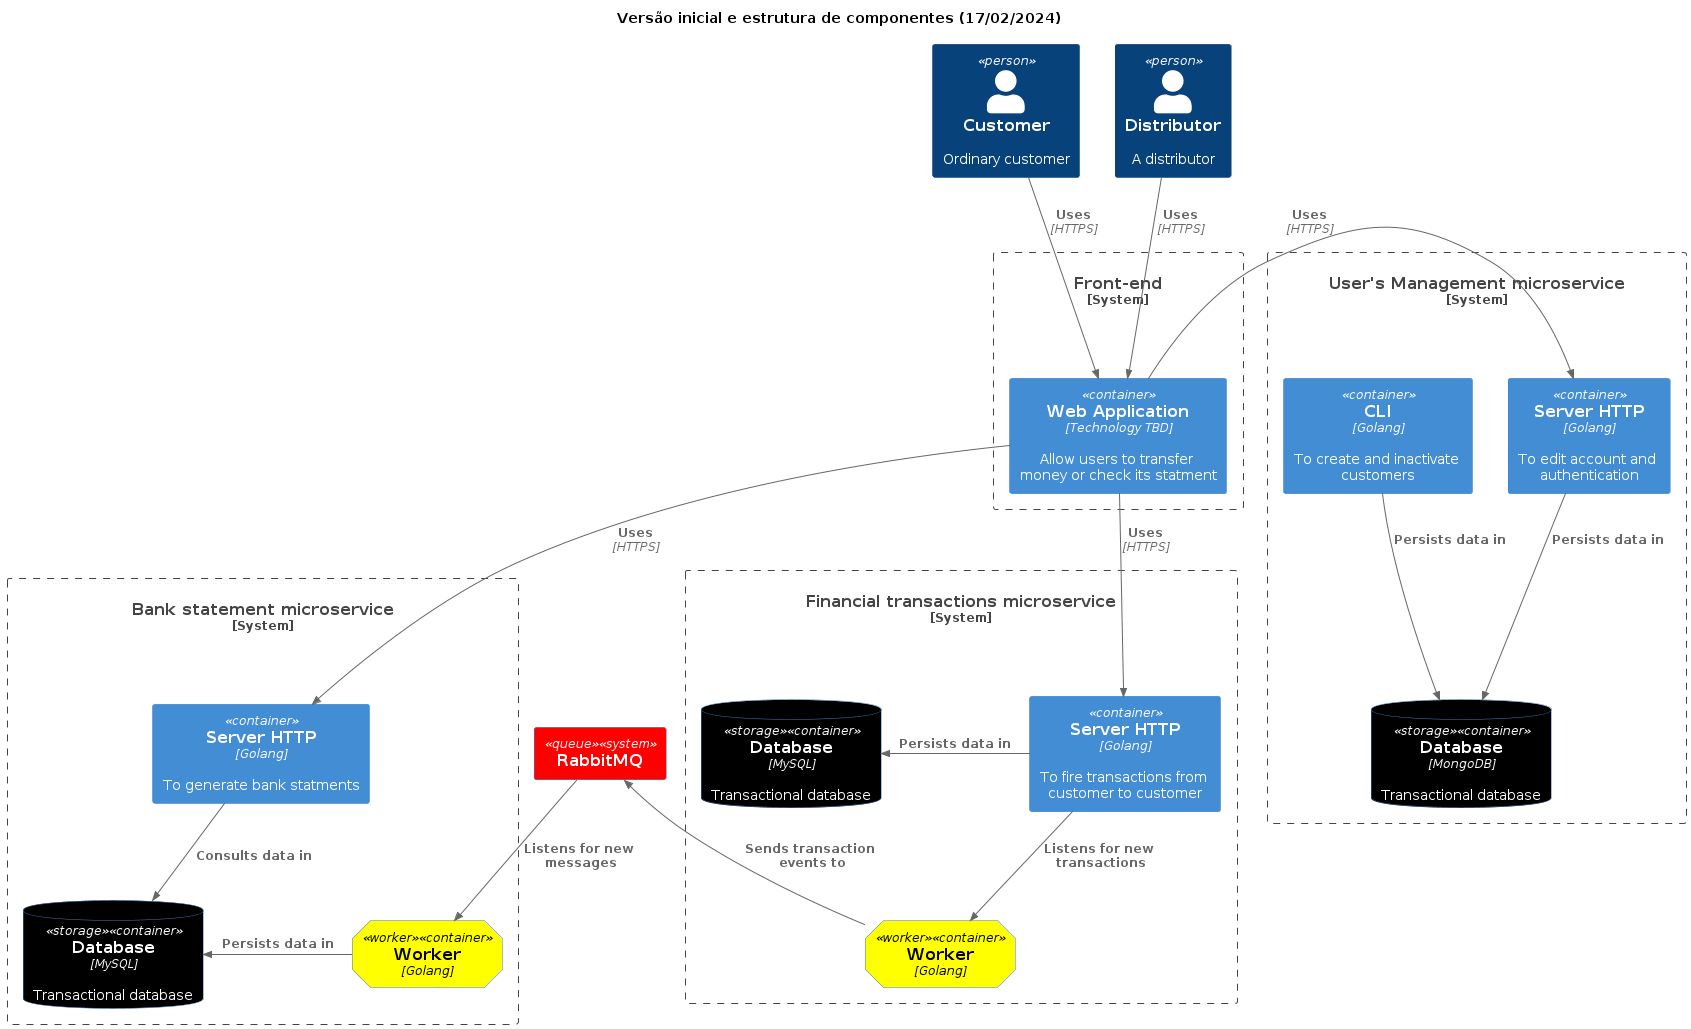 Versão inicial e estrutura de componentes (17/02/2024)
«person»
Customer
Ordinary customer
«person»
Distributor
A distributor
Uses
[HTTPS]
Uses
[HTTPS]
Uses
[HTTPS]
Front-end
[System]
«container»
Web Application
[Technology TBD]
Allow users to transfer
money or check its statment
User's Management microservice
[System]
«container»
CLI
[Golang]
To create and inactivate
customers
«container»
Server HTTP
[Golang]
To edit account and
authentication
Persists data in
Persists data in
«storage»«container»
Database
[MongoDB]
Transactional database
Uses
[HTTPS]
Uses
[HTTPS]
Bank statement microservice
[System]
«container»
Server HTTP
[Golang]
To generate bank statments
Consults data in
«storage»«container»
Database
[MySQL]
Transactional database
Persists data in
«worker»«container»
Worker
[Golang]
«queue»«system»
RabbitMQ
Listens for new
messages
Financial transactions microservice
[System]
«storage»«container»
Database
[MySQL]
Transactional database
Persists data in
«container»
Server HTTP
[Golang]
To fire transactions from
customer to customer
Sends transaction
events to
Listens for new
transactions
«worker»«container»
Worker
[Golang]